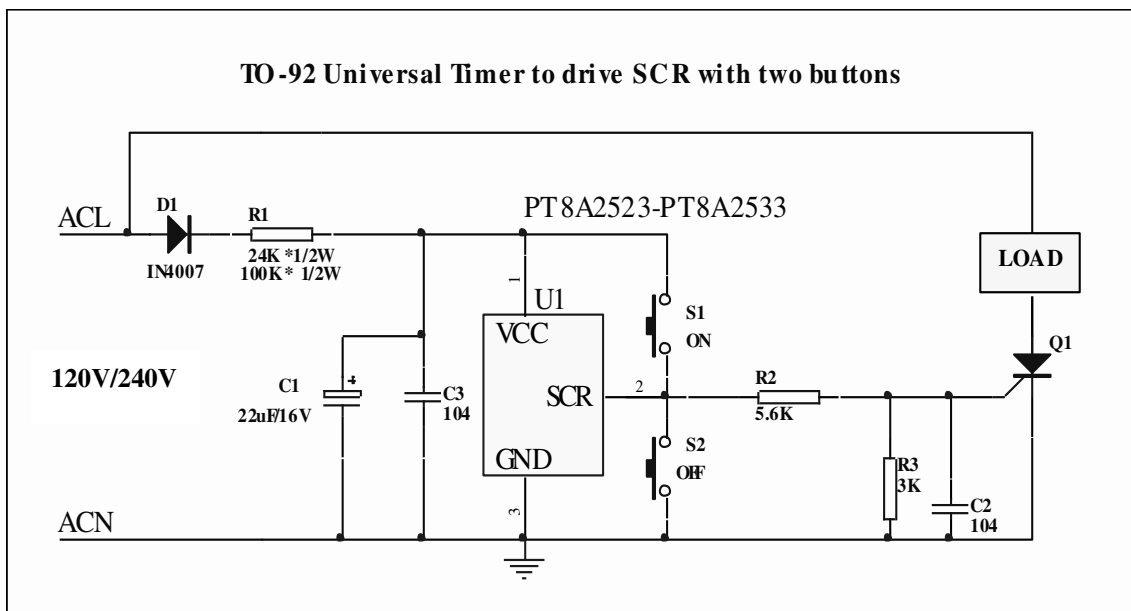 TO-92 Universal Timer to drive SCR with two buttons
PT8A2523-PT8A2533
ACL
D1
IN4007
R1
24K *1/2W
100K* 1/2W
LOAD
1
U1
VCC
S1
ON
Q1
120V/240V
C1
22uF/16V
+
C3
104
SCR
2
R2
5.6K
GND
S2
OFF
R3
3K
C2
104
3
ACN